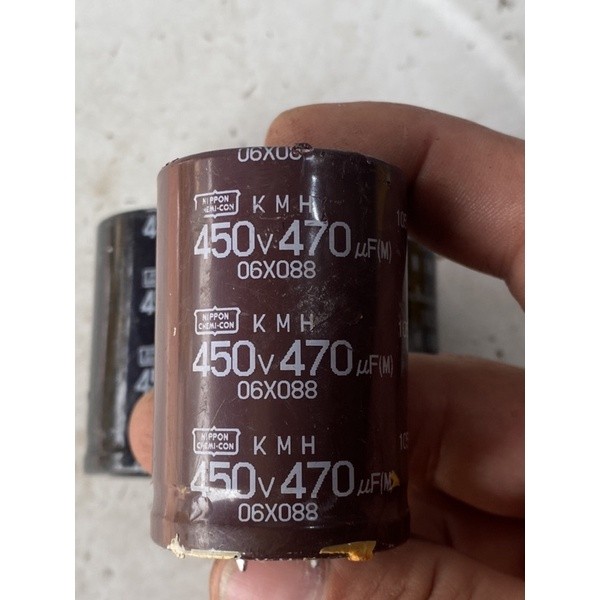 06X08
NIPPON
CHEMI-CON
KMH
450V 470µF(M)
06X088
NIPPON
CHEMI-CON
KMH
450V 470µF(M)
06X088
NIPPON
CHEMI-CON
KMH
450V 470µF(M
06X088